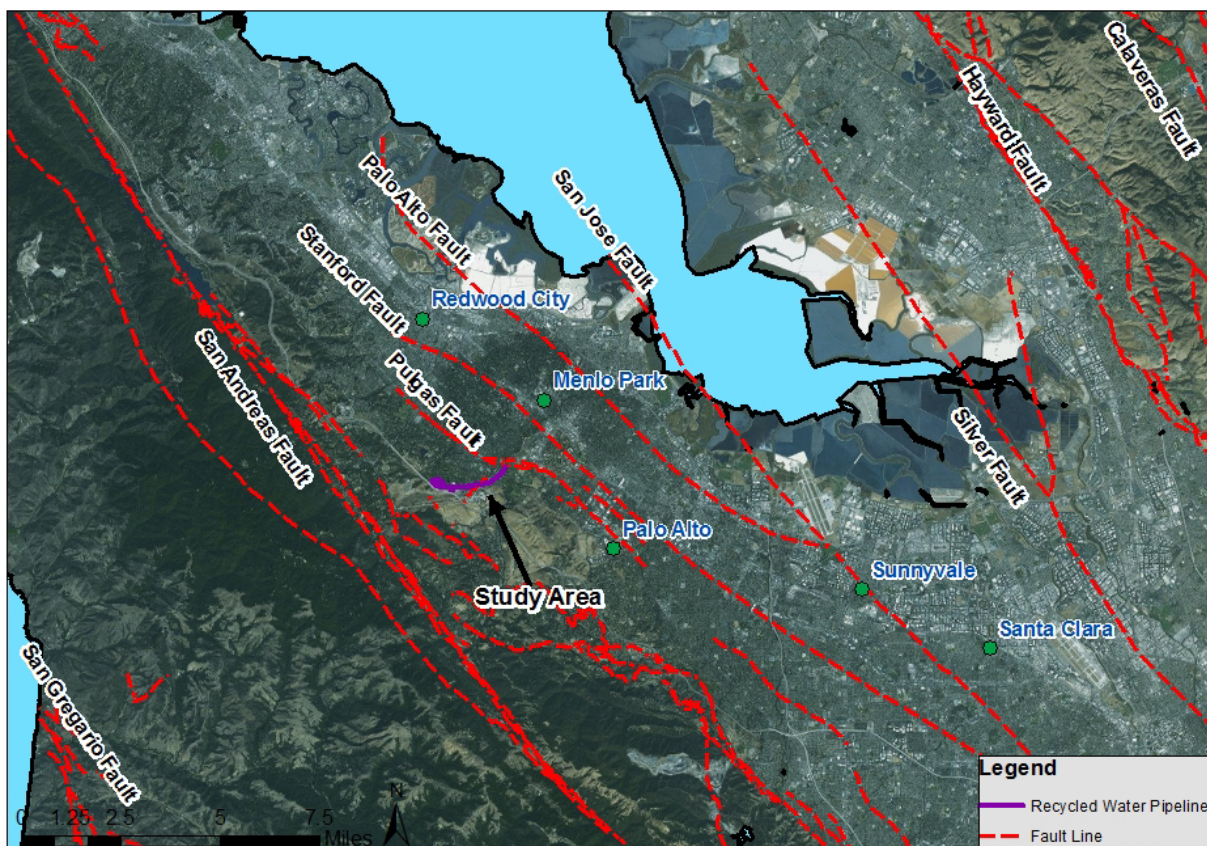 Calaveras Fault
Hayward Fault
Palo Alto Fault
San Jose Fault
Stanford Fault
Redwood City
San Andreas Fault
Pulgas Fault
Menlo Park
Silver Fault
Palo Alto
Sunnyvale
Study Area
Santa Clara
San Gregario Fault
Legend
Recycled Water Pipeline
Fault Line
N
0 1.25 2.5 5 7.5
Miles